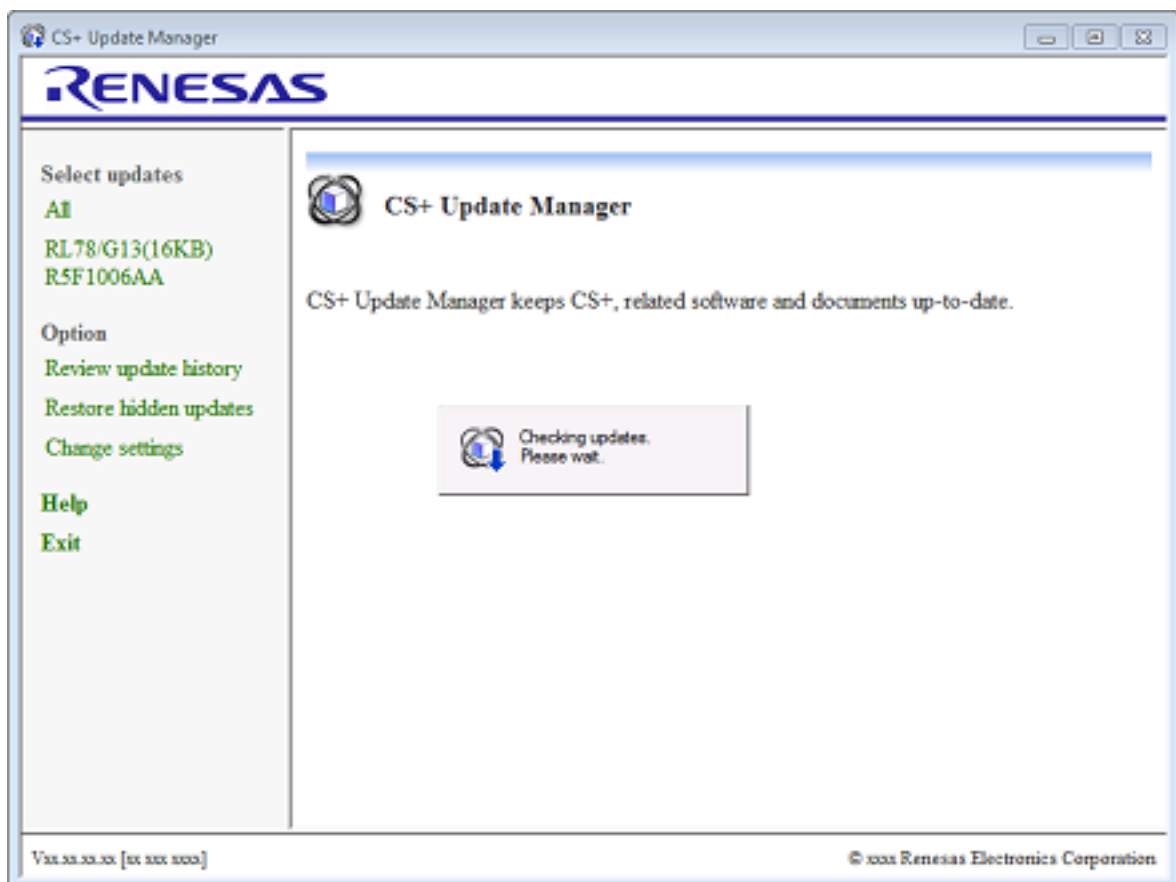 CS+ Update Manager
RENESAS
Select updates
All
RL78/G13(16KB)
R5F1006AA
Option
Review update history
Restore hidden updates
Change settings
Help
Exit
CS+ Update Manager
CS+ Update Manager keeps CS+, related software and documents up-to-date.
Checking updates.
Please wait..
Vxx.xx.xx.xx [xx xxx xxxx]
© xxxx Renesas Electronics Corporation